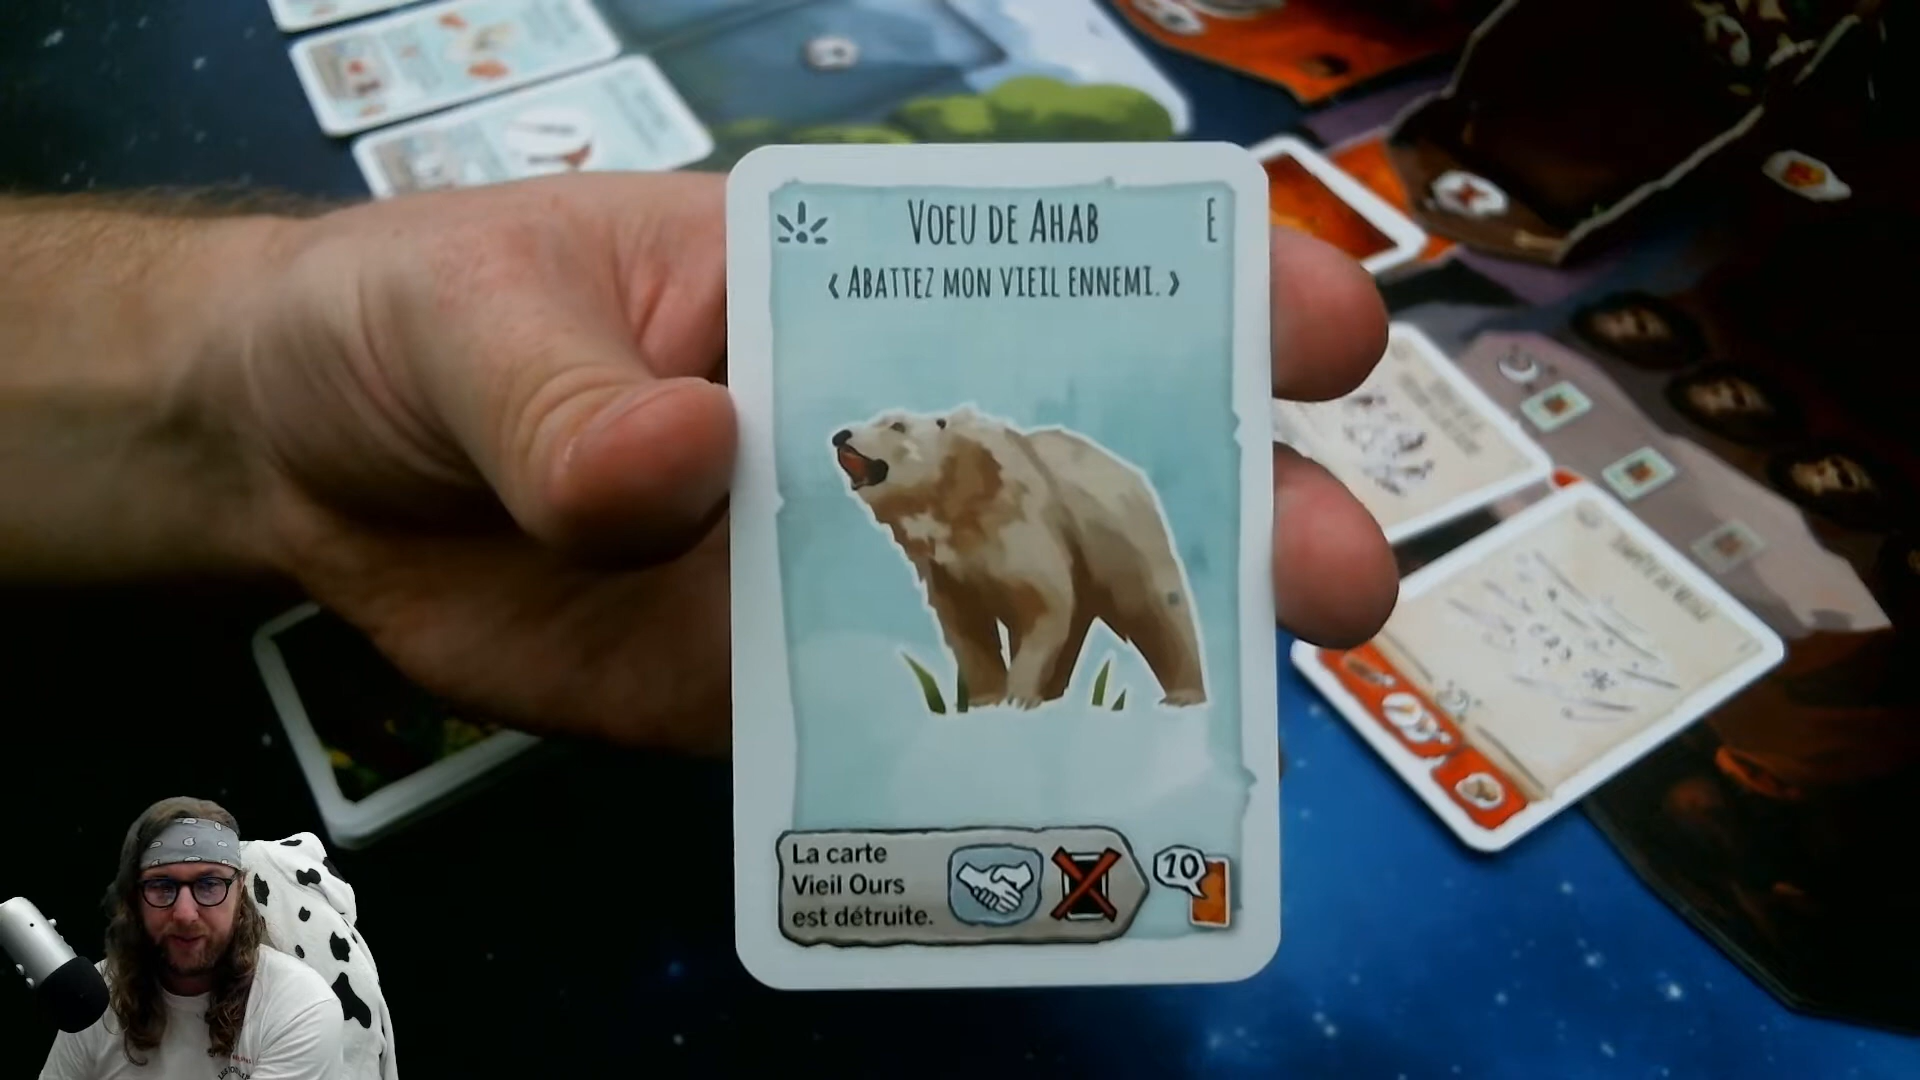 VOEU DE AHAB
E
‹ ABATTEZ MON VIEIL ENNEMI. ›
La carte
Vieil Ours
est détruite.
10